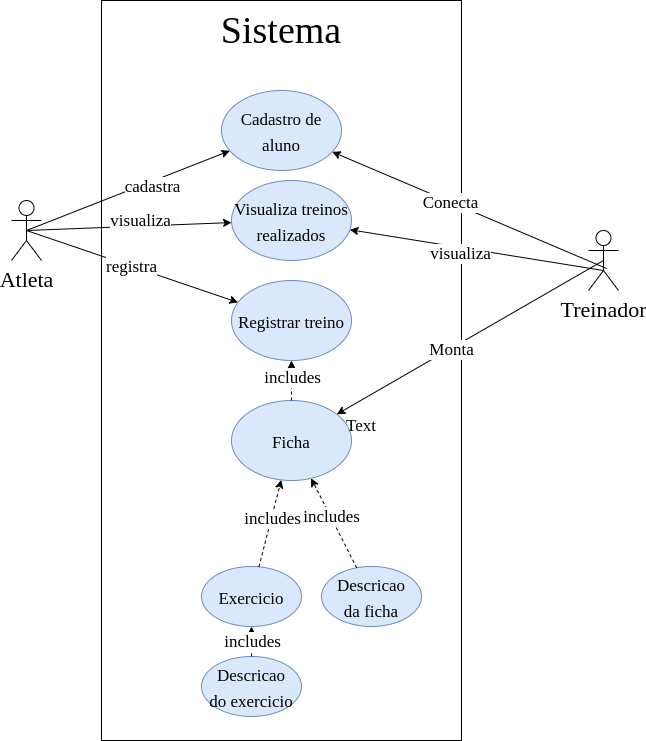 Sistema
Cadastro de
aluno
cadastra
Conecta
Visualiza treinos
realizados
visualiza
visualiza
Atleta
registra
Treinador
Registrar treino
Monta
includes
Text
Ficha
includes
includes
Exercicio
Descricao
da ficha
includes
Descricao
do exercicio